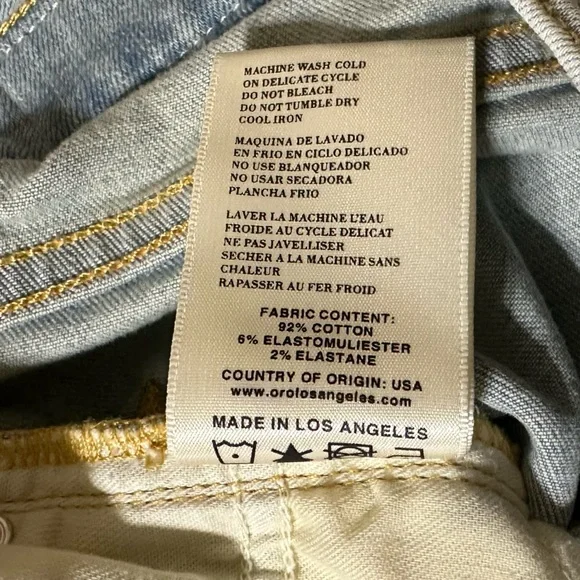 MACHINE WASH COLD
ON DELICATE CYCLE
DO NOT BLEACH
DO NOT TUMBLE DRY
COOL IRON
MAQUINA DE LAVADO
EN FRIO EN CICLO DELICADO
NO USE BLANQUEADOR
NO USAR SECADORA
PLANCHA FRIO
LAVER LA MACHINE L'EAU
FROIDE AU CYCLE DELICAT
NE PAS JAVELLISER
SECHER A LA MACHINE SANS
CHALEUR
RAPASSER AU FER FROID
FABRIC CONTENT:
92% COTTON
6% ELASTOMULIESTER
2% ELASTANE
COUNTRY OF ORIGIN: USA
www.orolosangeles.com
MADE IN LOS ANGELES